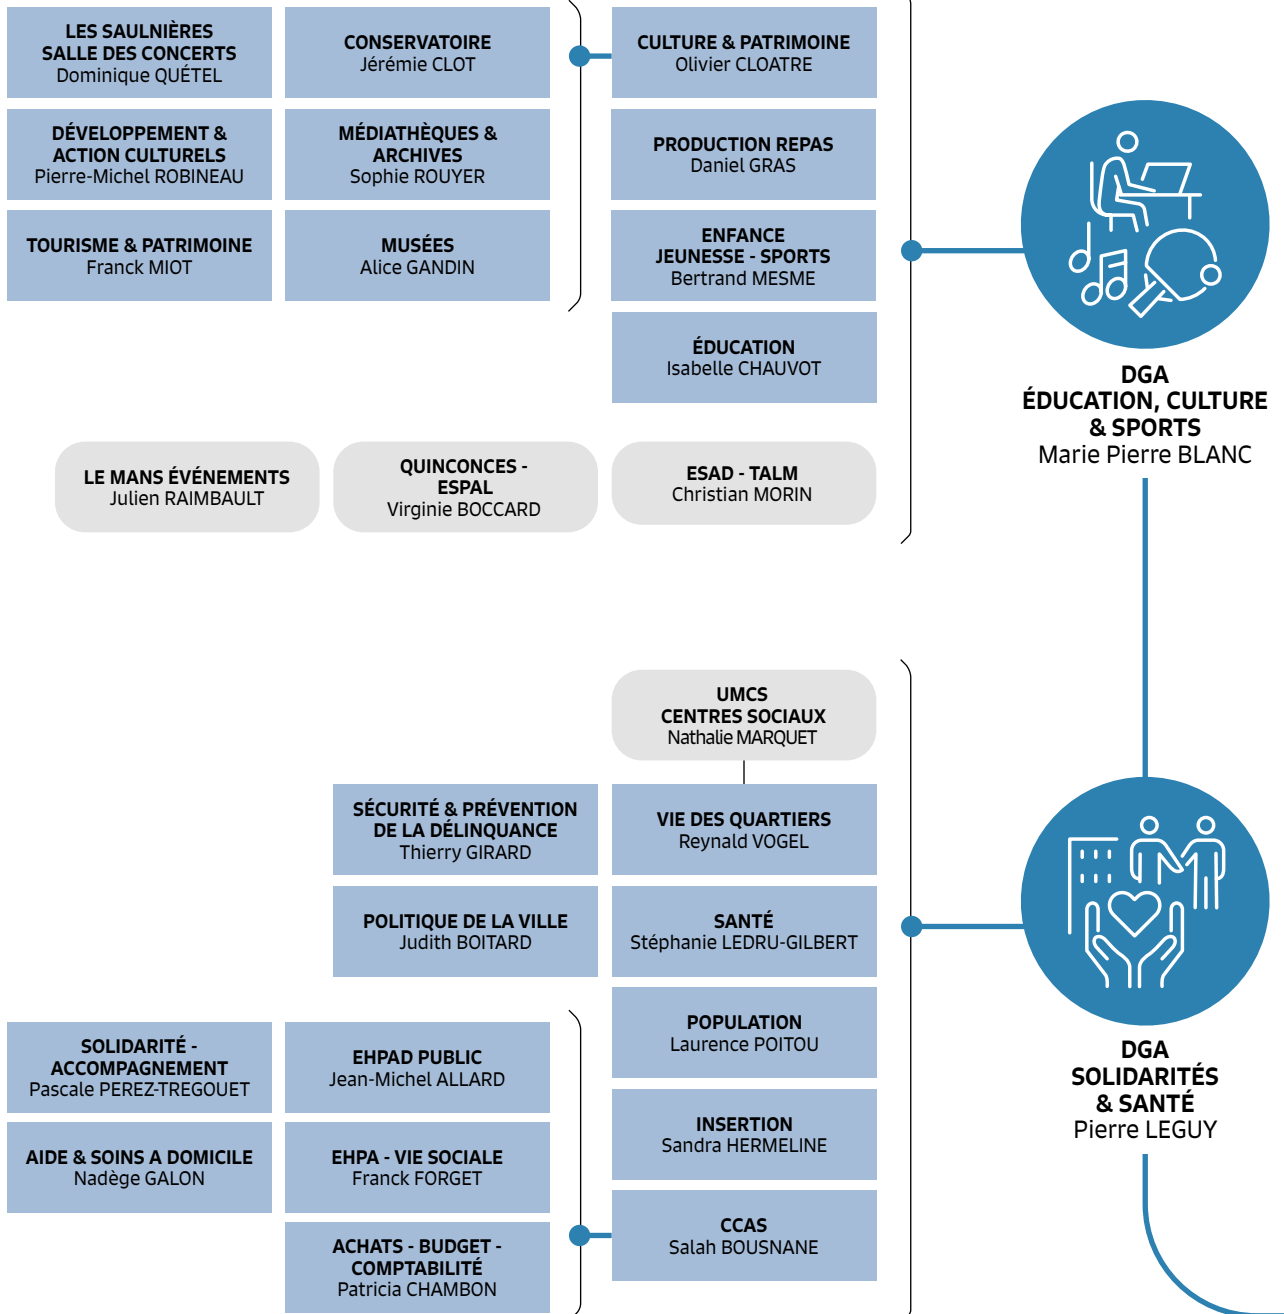 LES SAULNIÈRES
SALLE DES CONCERTS
Dominique QUÉTEL
CONSERVATOIRE
Jérémie CLOT
CULTURE & PATRIMOINE
Olivier CLOATRE
DÉVELOPPEMENT &
ACTION CULTURELS
Pierre-Michel ROBINEAU
MÉDIATHÈQUES &
ARCHIVES
Sophie ROUYER
PRODUCTION REPAS
Daniel GRAS
TOURISME & PATRIMOINE
Franck MIOT
MUSÉES
Alice GANDIN
ENFANCE
JEUNESSE - SPORTS
Bertrand MESME
ÉDUCATION
Isabelle CHAUVOT
DGA
ÉDUCATION, CULTURE
& SPORTS
Marie Pierre BLANC
LE MANS ÉVÉNEMENTS
Julien RAIMBAULT
QUINCONCES -
ESPAL
Virginie BOCCARD
ESAD - TALM
Christian MORIN
UMCS
CENTRES SOCIAUX
Nathalie MARQUET
SÉCURITÉ & PRÉVENTION
DE LA DÉLINQUANCE
Thierry GIRARD
VIE DES QUARTIERS
Reynald VOGEL
POLITIQUE DE LA VILLE
Judith BOITARD
SANTÉ
Stéphanie LEDRU-GILBERT
POPULATION
Laurence POITOU
DGA
SOLIDARITÉS
& SANTÉ
Pierre LEGUY
SOLIDARITÉ -
ACCOMPAGNEMENT
Pascale PEREZ-TREGOUET
EHPAD PUBLIC
Jean-Michel ALLARD
INSERTION
Sandra HERMELINE
AIDE & SOINS A DOMICILE
Nadège GALON
EHPA - VIE SOCIALE
Franck FORGET
CCAS
Salah BOUSNANE
ACHATS - BUDGET -
COMPTABILITÉ
Patricia CHAMBON